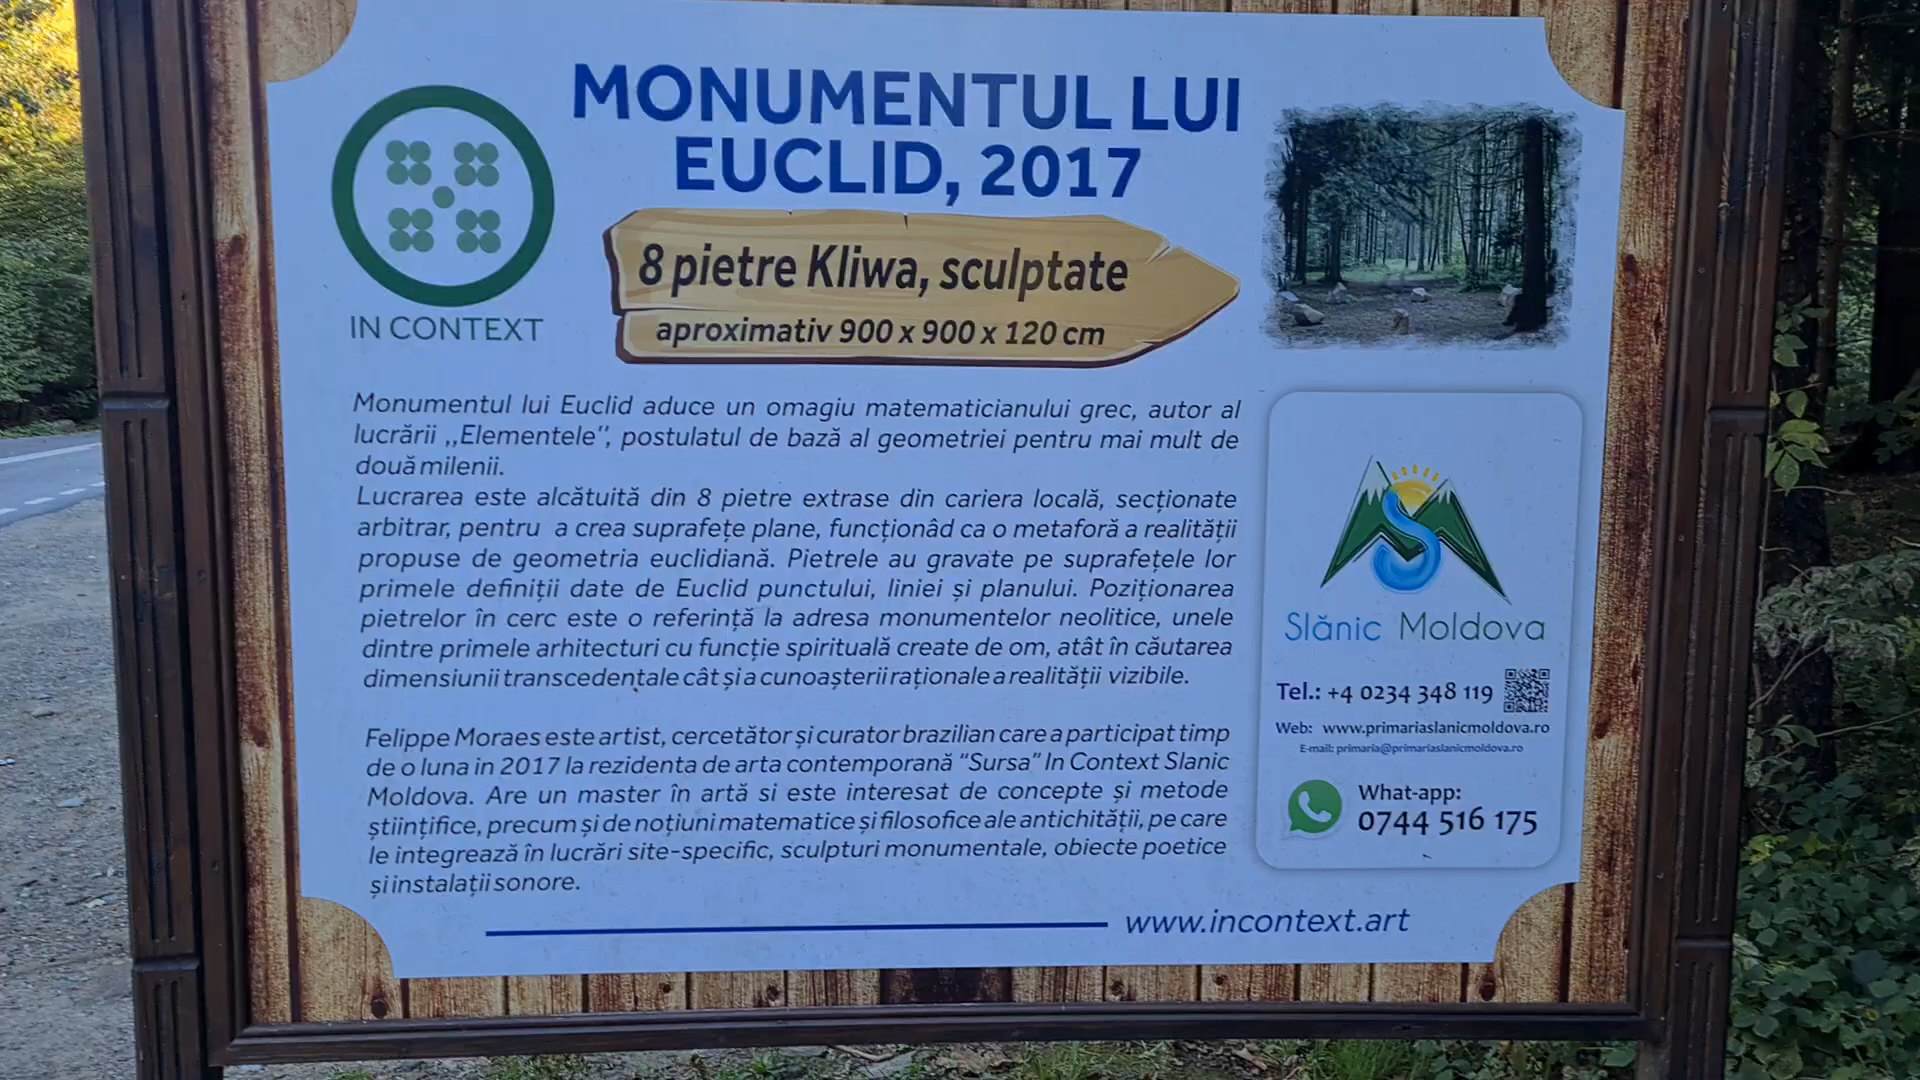 MONUMENTUL LUI
EUCLID, 2017
IN CONTEXT
8 pietre Kliwa, sculptate
aproximativ 900 x 900 x 120 cm
Monumentul lui Euclid aduce un omagiu matematicianului grec, autor al
lucrării ,,Elementele”, postulatul de bază al geometriei pentru mai mult de
două milenii.
Lucrarea este alcătuită din 8 pietre extrase din cariera locală, secționate
arbitrar, pentru a crea suprafețe plane, funcționâd ca o metaforă a realității
propuse de geometria euclidiană. Pietrele au gravate pe suprafețele lor
primele definiții date de Euclid punctului, liniei și planului. Poziționarea
pietrelor în cerc este o referință la adresa monumentelor neolitice, unele
dintre primele arhitecturi cu funcție spirituală create de om, atât în căutarea
dimensiunii transcedentale cât și a cunoașterii raționale a realității vizibile.
Felippe Moraes este artist, cercetător și curator brazilian care a participat timp
de o luna in 2017 la rezidenta de arta contemporană "Sursa" In Context Slanic
Moldova. Are un master în artă si este interesat de concepte și metode
științifice, precum și de noțiuni matematice și filosofice ale antichității, pe care
le integrează în lucrări site-specific, sculpturi monumentale, obiecte poetice
și instalații sonore.
www.incontext.art
Slănic Moldova
Tel.: +4 0234 348 119
Web: www.primariaslanicmoldova.ro
E-mail: primaria@primariaslanicmoldova.ro
What-app:
0744 516 175